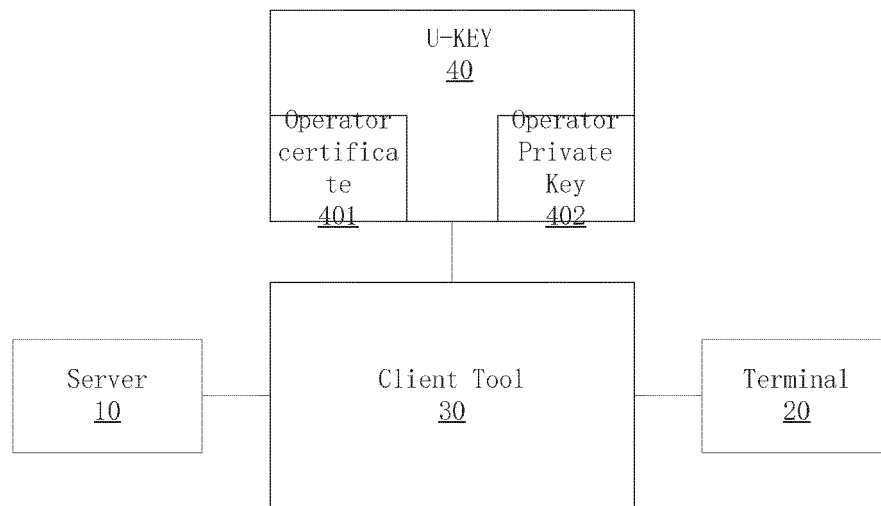 U-KEY
40
Operator
certifica
te
401
Operator
Private
Key
402
Server
10
Client Tool
30
Terminal
20